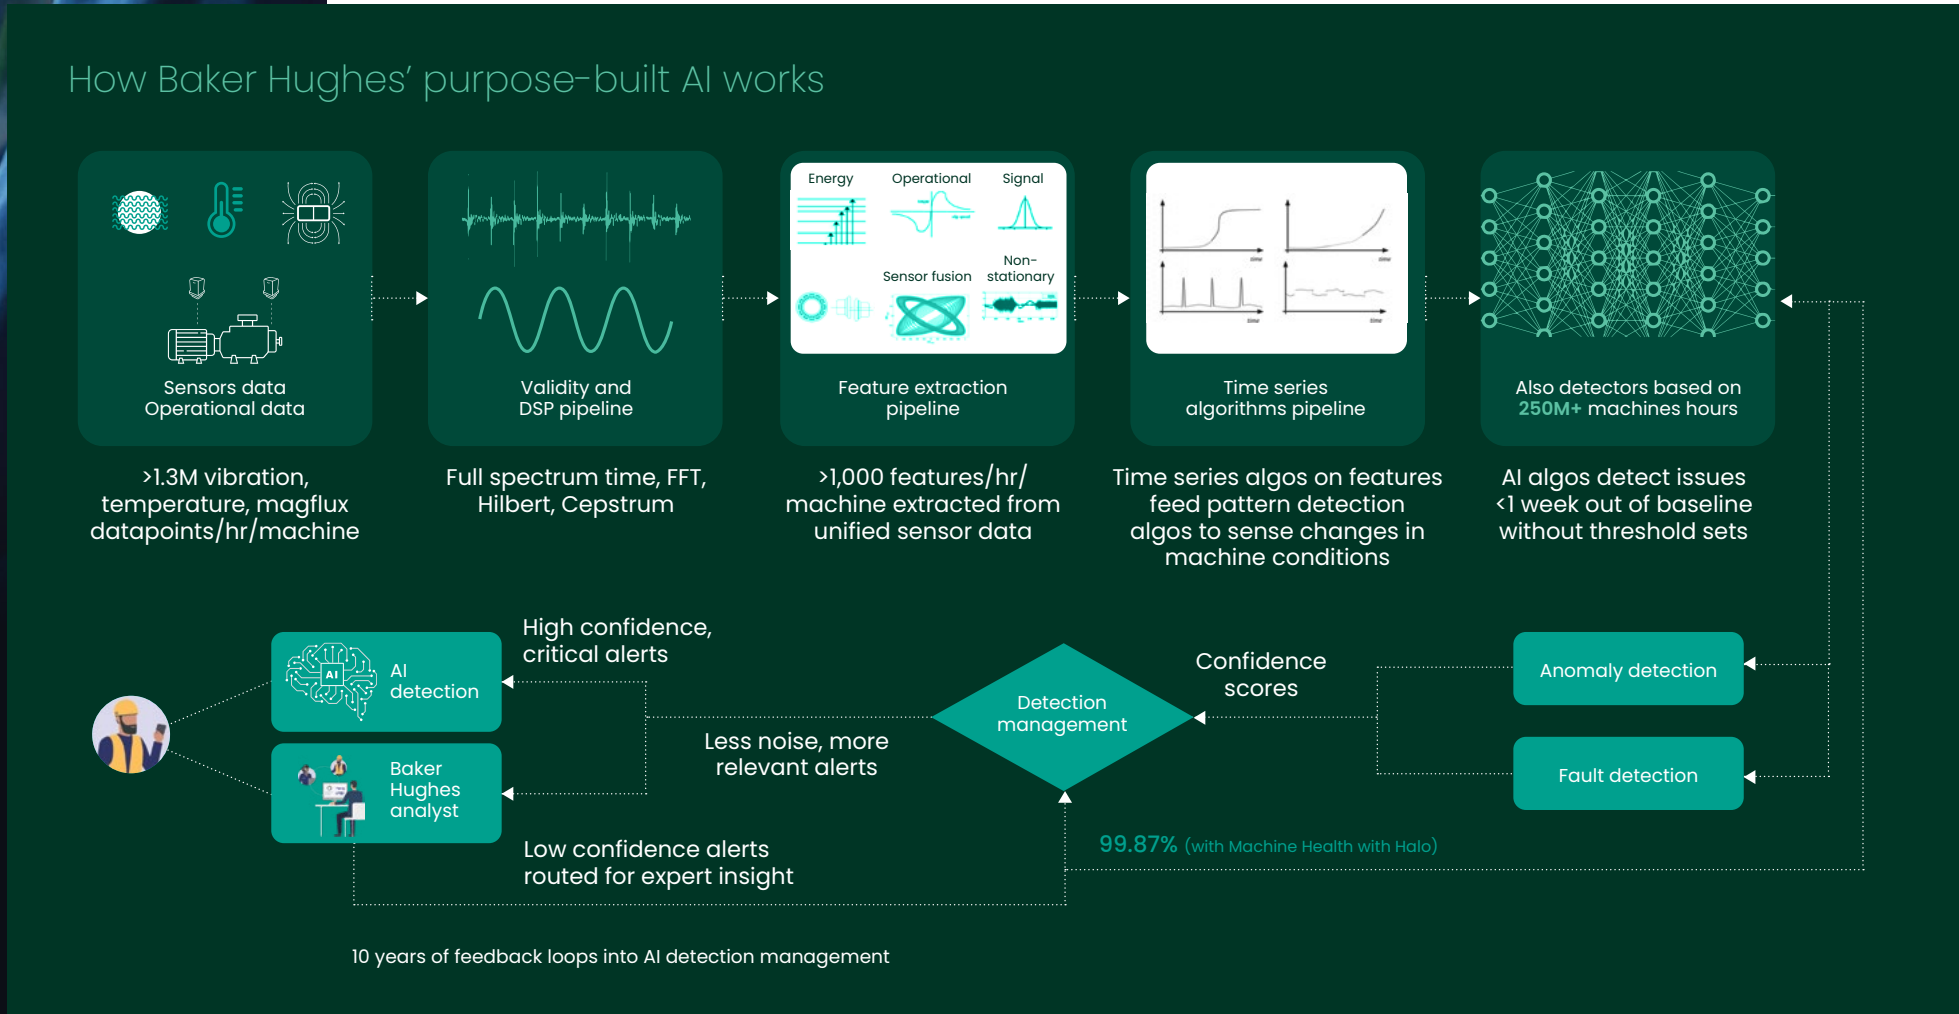 How Baker Hughes’ purpose-built AI works
Sensors data
Operational data
>1.3M vibration,
temperature, magflux
datapoints/hr/machine
Validity and
DSP pipeline
Full spectrum time, FFT,
Hilbert, Cepstrum
Energy
Operational
Signal
Sensor fusion
Non-
stationary
Feature extraction
pipeline
>1,000 features/hr/
machine extracted from
unified sensor data
time
time
time
time
Time series
algorithms pipeline
Time series algos on features
feed pattern detection
algos to sense changes in
machine conditions
Also detectors based on
250M+ machines hours
AI algos detect issues
<1 week out of baseline
without threshold sets
Anomaly detection
Fault detection
Confidence
scores
Detection
management
Less noise, more
relevant alerts
High confidence,
critical alerts
AI
AI
detection
Baker
Hughes
analyst
Low confidence alerts
routed for expert insight
99.87% (with Machine Health with Halo)
10 years of feedback loops into AI detection management